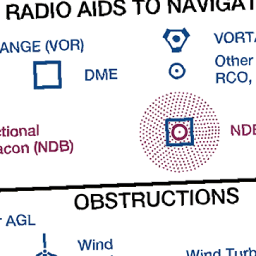 RADIO AIDS TO NAVIGAT
ANGE (VOR)
VORTA
DME
Other
RCO,
ctional
acon (NDB)
NDB
OBSTRUCTIONS
AGL
Wind
Wind Turb